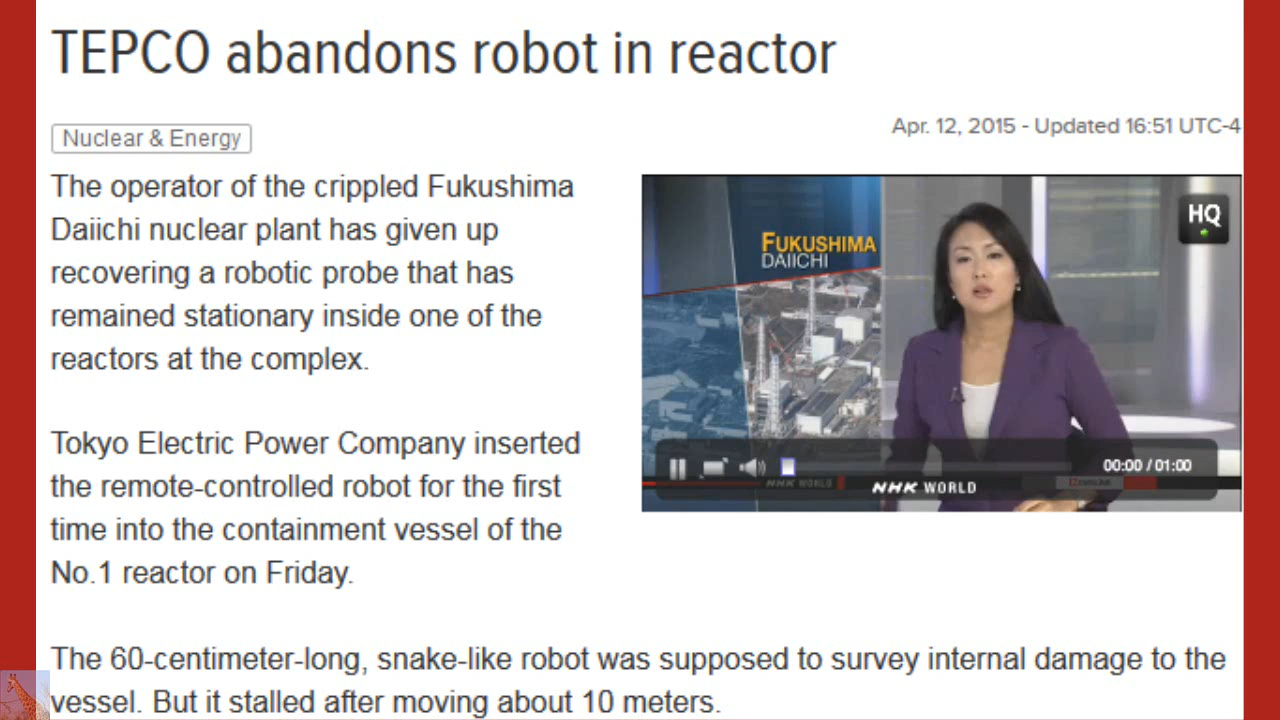 TEPCO abandons robot in reactor
Nuclear & Energy
Apr. 12, 2015 - Updated 16:51 UTC-4
The operator of the crippled Fukushima
Daiichi nuclear plant has given up
recovering a robotic probe that has
remained stationary inside one of the
reactors at the complex.
Tokyo Electric Power Company inserted
the remote-controlled robot for the first
time into the containment vessel of the
No.1 reactor on Friday.
The 60-centimeter-long, snake-like robot was supposed to survey internal damage to the
vessel. But it stalled after moving about 10 meters.
FUKUSHIMA
DAIICHI
HQ
00:00 / 01:00
NHK WORLD
NHK WORLD